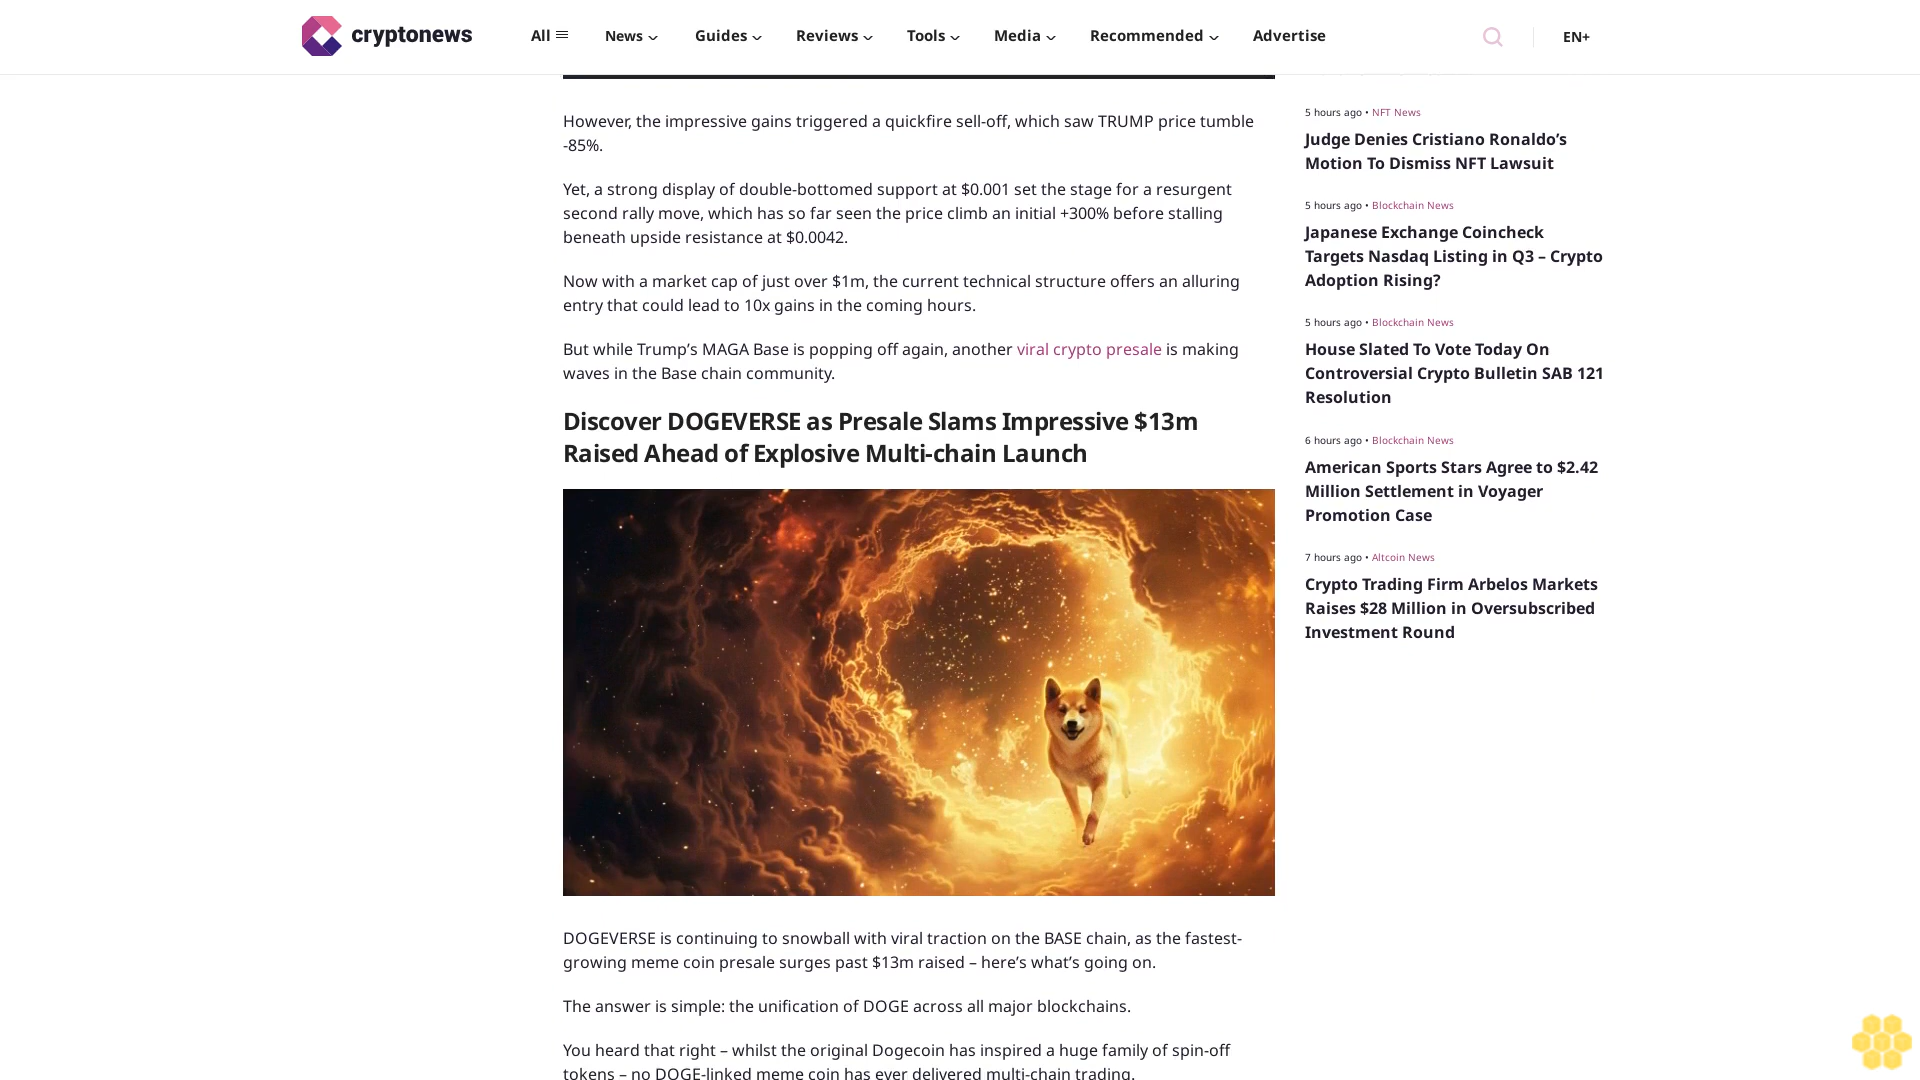 cryptonews
All
News
Guides
Reviews
Tools
Media
Recommended
Advertise
EN+
However, the impressive gains triggered a quickfire sell-off, which saw TRUMP price tumble
-85%.
Yet, a strong display of double-bottomed support at $0.001 set the stage for a resurgent
second rally move, which has so far seen the price climb an initial +300% before stalling
beneath upside resistance at $0.0042.
Now with a market cap of just over $1m, the current technical structure offers an alluring
entry that could lead to 10x gains in the coming hours.
But while Trump’s MAGA Base is popping off again, another viral crypto presale is making
waves in the Base chain community.
Discover DOGEVERSE as Presale Slams Impressive $13m
Raised Ahead of Explosive Multi-chain Launch
DOGEVERSE is continuing to snowball with viral traction on the BASE chain, as the fastest-
growing meme coin presale surges past $13m raised – here’s what’s going on.
The answer is simple: the unification of DOGE across all major blockchains.
You heard that right – whilst the original Dogecoin has inspired a huge family of spin-off
tokens – no DOGE-linked meme coin has ever delivered multi-chain trading.
5 hours ago • NFT News
Judge Denies Cristiano Ronaldo’s
Motion To Dismiss NFT Lawsuit
5 hours ago • Blockchain News
Japanese Exchange Coincheck
Targets Nasdaq Listing in Q3 – Crypto
Adoption Rising?
5 hours ago • Blockchain News
House Slated To Vote Today On
Controversial Crypto Bulletin SAB 121
Resolution
6 hours ago • Blockchain News
American Sports Stars Agree to $2.42
Million Settlement in Voyager
Promotion Case
7 hours ago • Altcoin News
Crypto Trading Firm Arbelos Markets
Raises $28 Million in Oversubscribed
Investment Round